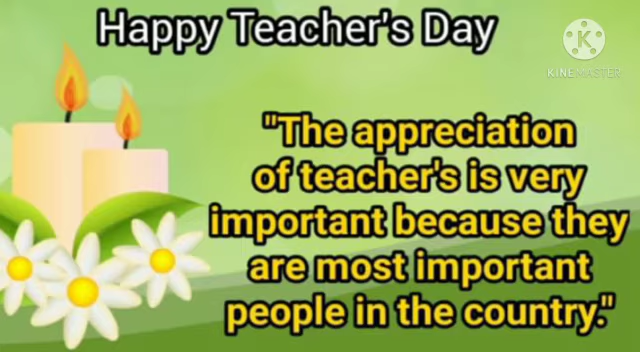 Happy Teacher's Day
K
KINEMASTER
"The appreciation
of teacher's is very
important because they
are most important
people in the country."